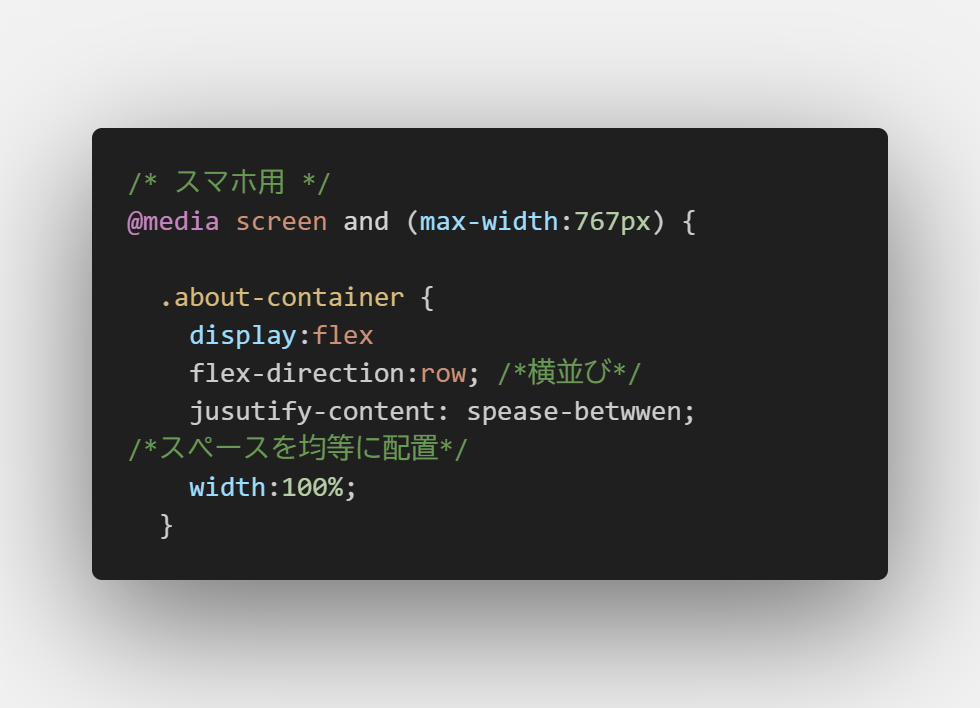 /* スマホ用 */
@media screen and (max-width:767px) {
.about-container {
display:flex
flex-direction:row; /*横並び*/
jusutify-content: spease-betwwen;
/*スペースを均等に配置*/
width:100%;
}